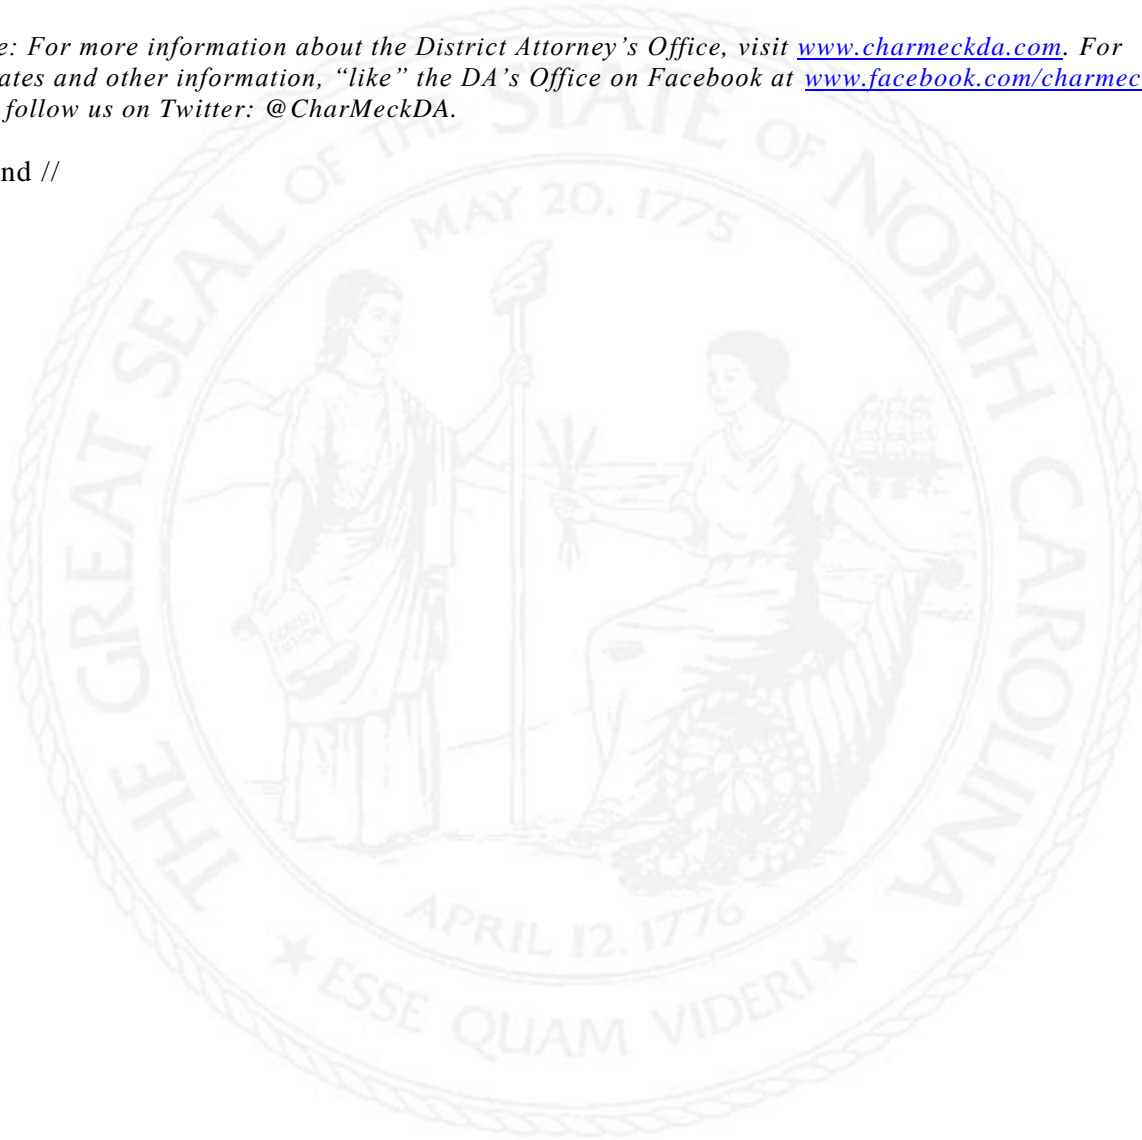 e: For more information about the District Attorney’s Office, visit www.charmeckda.com. For
ates and other information, “like” the DA’s Office on Facebook at www.facebook.com/charmec
follow us on Twitter: @CharMeckDA.
nd //
THE GREAT SEAL OF THE STATE OF NORTH CAROLINA
MAY 20. 1775
CONSTI
TUTION
APRIL 12. 1776
★ ESSE QUAM VIDERI ★